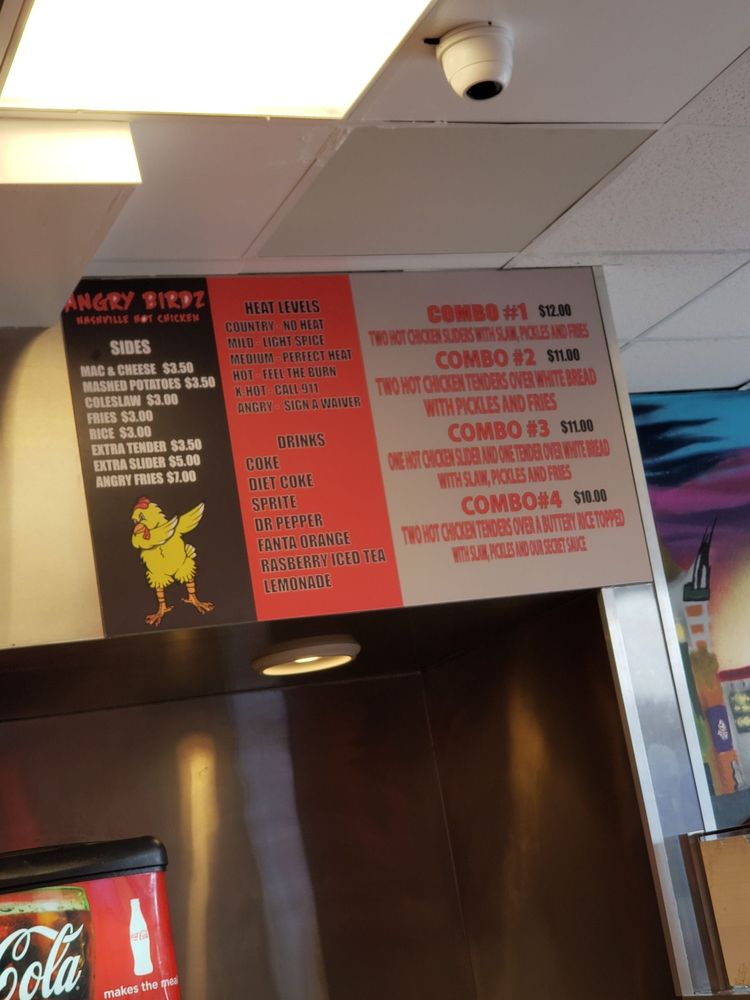 ANGRY BIRDZ
NASHVILLE HOT CHICKEN
SIDES
MAC & CHEESE $3.50
MASHED POTATOES $3.50
COLESLAW $3.00
FRIES $3.00
RICE $3.00
EXTRA TENDER $3.50
EXTRA SLIDER $5.00
ANGRY FRIES $7.00
HEAT LEVELS
COUNTRY - NO HEAT
MILD - LIGHT SPICE
MEDIUM - PERFECT HEAT
HOT - FEEL THE BURN
X-HOT - CALL 911
ANGRY - SIGN A WAIVER
DRINKS
COKE
DIET COKE
SPRITE
DR PEPPER
FANTA ORANGE
RASBERRY ICED TEA
LEMONADE
COMBO #1 $12.00
TWO HOT CHICKEN SLIDERS WITH SLAW, PICKLES AND FRIES
COMBO #2 $11.00
TWO HOT CHICKEN TENDERS OVER WHITE BREAD
WITH PICKLES AND FRIES
COMBO #3 $11.00
ONE HOT CHICKEN SLIDER AND ONE TENDER OVER WHITE BREAD
WITH SLAW, PICKLES AND FRIES
COMBO#4 $10.00
TWO HOT CHICKEN TENDERS OVER A BUTTERY RICE TOPPED
WITH SLAW, PICKLES AND OUR SECRET SAUCE
Cola
makes the meal